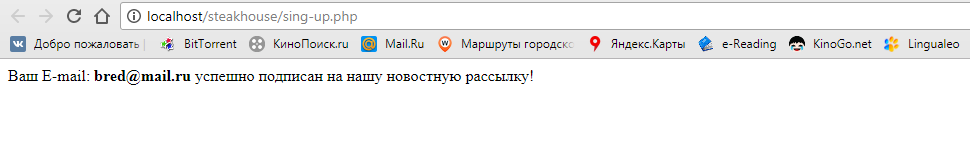 localhost/steakhouse/sing-up.php
Добро пожаловать BitTorrent КиноПоиск.ru Mail.Ru Маршруты городско Яндекс.Карты e-Reading KinoGo.net Lingualeo
Ваш E-mail: bred@mail.ru успешно подписан на нашу новостную рассылку!